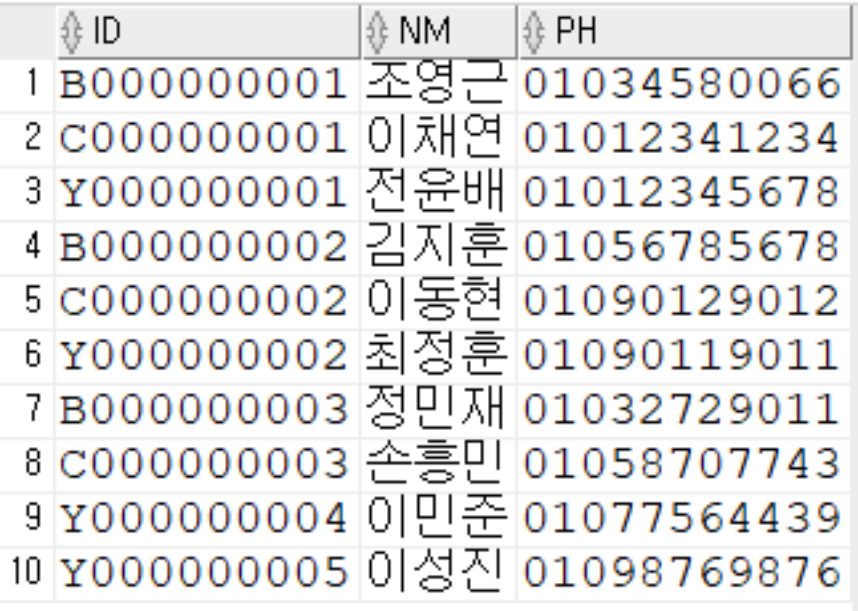 ID NM PH
1 B000000001 조영근 01034580066
2 C000000001 이채연 01012341234
3 Y000000001 전윤배 01012345678
4 B000000002 김지훈 01056785678
5 C000000002 이동현 01090129012
6 Y000000002 최정훈 01090119011
7 B000000003 정민재 01032729011
8 C000000003 손흥민 01058707743
9 Y000000004 이민준 01077564439
10 Y000000005 이성진 01098769876